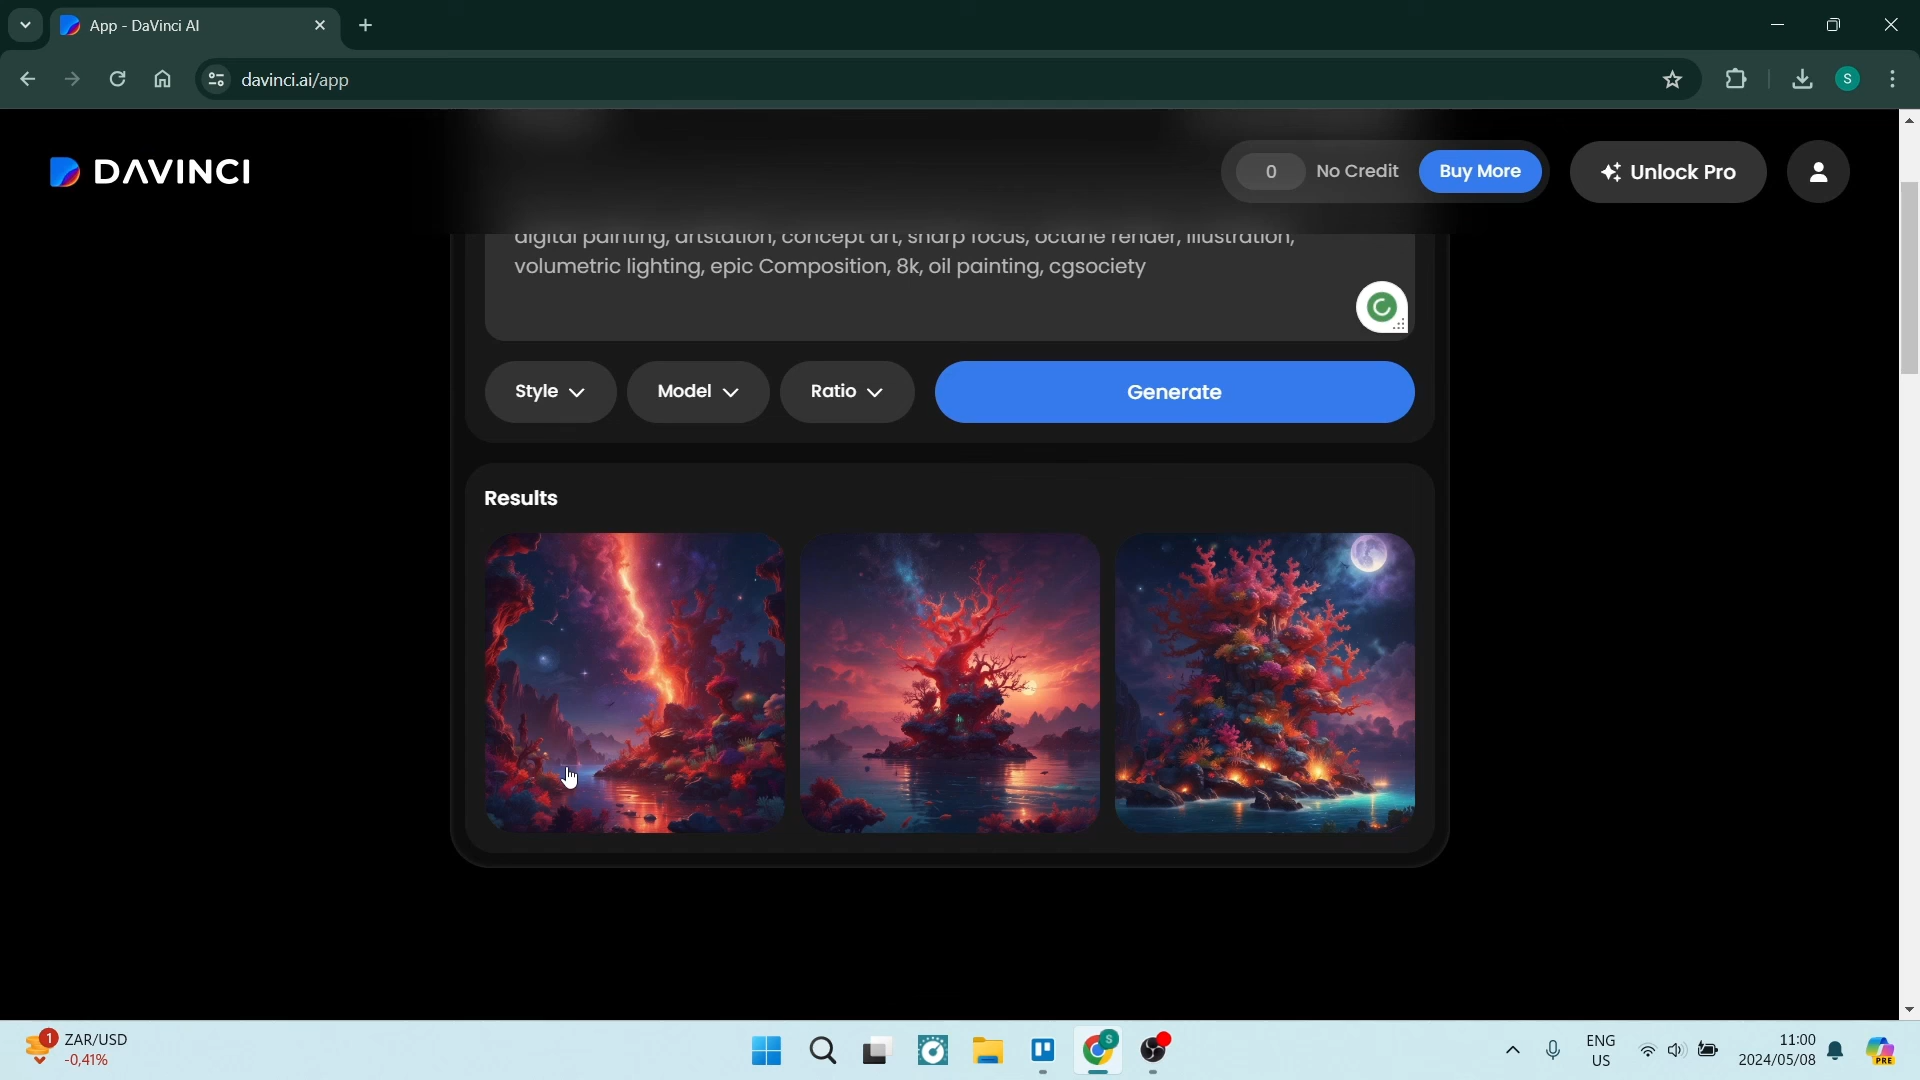 App - DaVinci AI
davinci.ai/app
S
DAVINCI
0 No Credit Buy More
Unlock Pro
digital painting, artstation, concept art, sharp focus, octane render, illustration,
volumetric lighting, epic Composition, 8k, oil painting, cgsociety
Style Model Ratio Generate
Results
1 ZAR/USD
-0,41%
S
ENG
US
11:00
2024/05/08
PRE